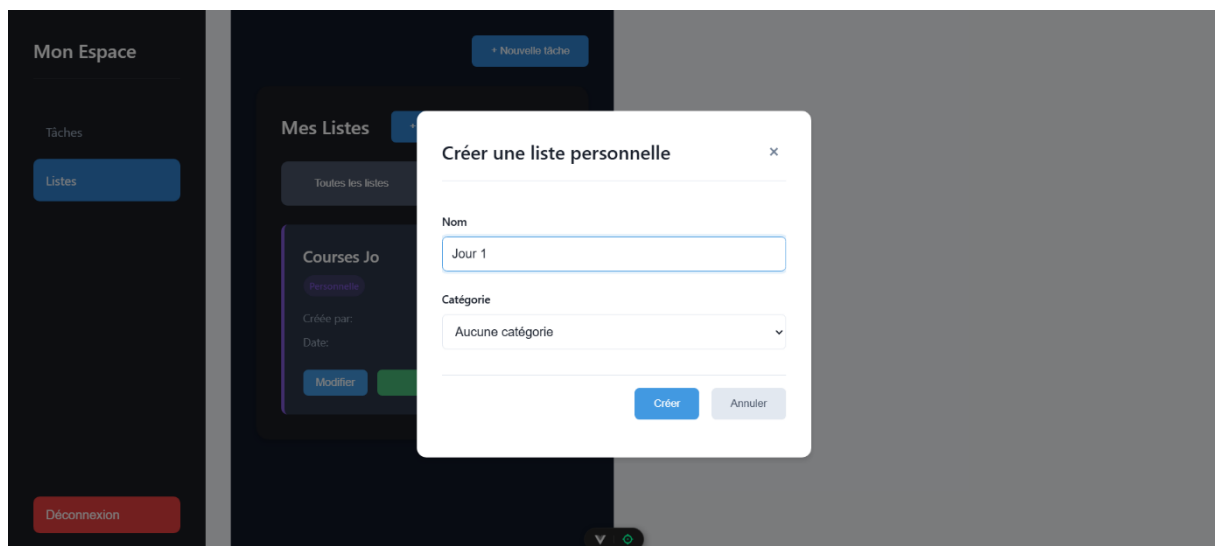 Mon Espace
Tâches
Listes
Déconnexion
+ Nouvelle tâche
Mes Listes
+
Toutes les listes
Courses Jo
Personnelle
Créée par:
Date:
Modifier
Créer une liste personnelle
×
Nom
Jour 1
Catégorie
Aucune catégorie
Créer
Annuler